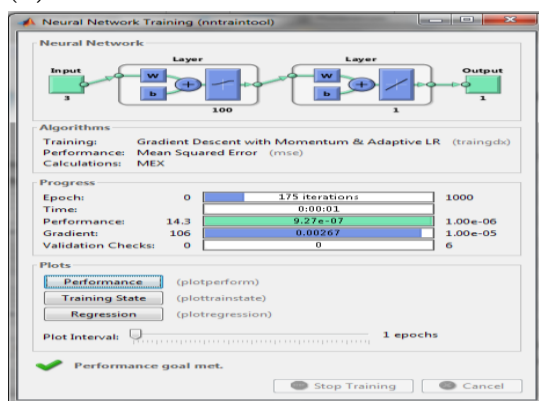 Neural Network Training (nntraintool)
Neural Network
Layer Layer
Input Output
W W
b b
3 1
100 1
Algorithms
Training: Gradient Descent with Momentum & Adaptive LR (traingdx)
Performance: Mean Squared Error (mse)
Calculations: MEX
Progress
Epoch: 0 175 iterations 1000
Time: 0:00:01
Performance: 14.3 9.27e-07 1.00e-06
Gradient: 106 0.00267 1.00e-05
Validation Checks: 0 0 6
Plots
Performance (plotperform)
Training State (plottrainstate)
Regression (plotregression)
Plot Interval: 1 epochs
Performance goal met.
Stop Training Cancel